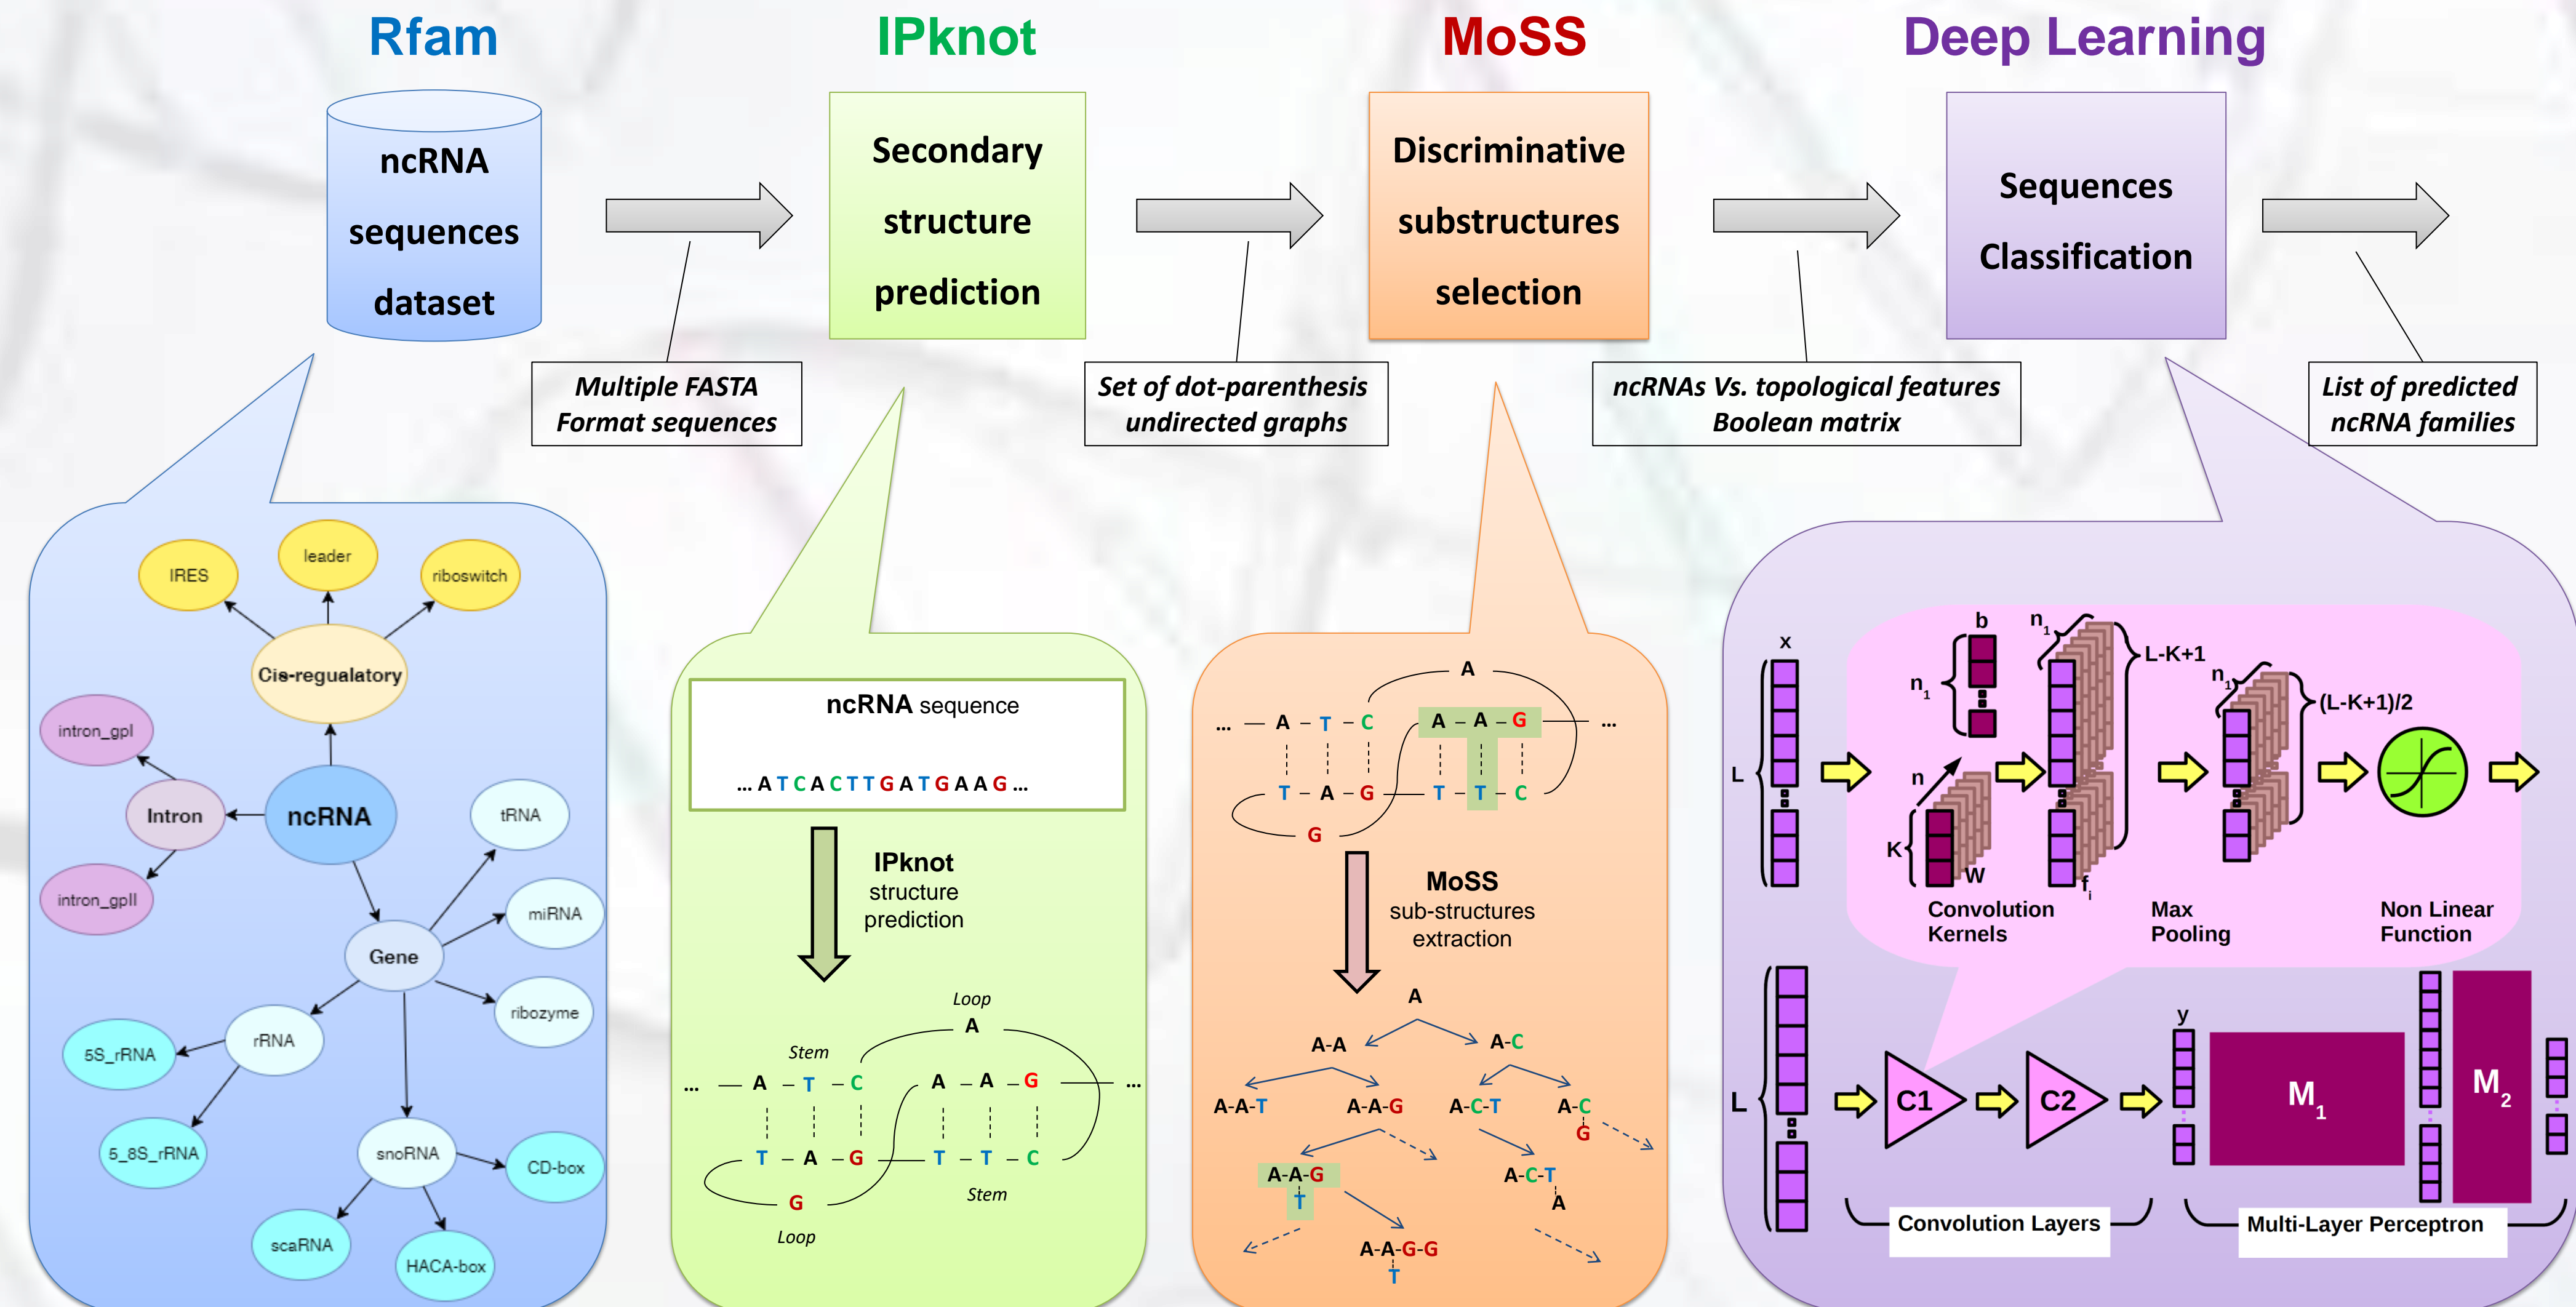 Rfam
IPknot
MoSS
Deep Learning
ncRNA
sequences
dataset
Secondary
structure
prediction
Discriminative
substructures
selection
Sequences
Classification
Multiple FASTA
Format sequences
Set of dot-parenthesis
undirected graphs
ncRNAs Vs. topological features
Boolean matrix
List of predicted
ncRNA families
IRES
leader
riboswitch
Cis-regualatory
intron_gpI
Intron
ncRNA
tRNA
intron_gpII
miRNA
Gene
ribozyme
rRNA
5S_rRNA
5_8S_rRNA
snoRNA
CD-box
scaRNA
HACA-box
ncRNA sequence
... A T C A C T T G A T G A A G ...
IPknot
structure
prediction
Loop
A
Stem
... A - T - C A - A - G ...
T - A - G T - T - C
Stem
G
Loop
A
... A - T - C A - A - G ...
T - A - G T - T - C
G
MoSS
sub-structures
extraction
A
A-A A-C
A-A-T A-A-G A-C-T A-C
G
A-A-G A-C-T
T A
A-A-G-G
T
x
L
b
n1
n1
L-K+1
n1
(L-K+1)/2
n
K
W
fi
Convolution
Kernels
Max
Pooling
Non Linear
Function
L
C1
C2
y
M1
M2
Convolution Layers
Multi-Layer Perceptron